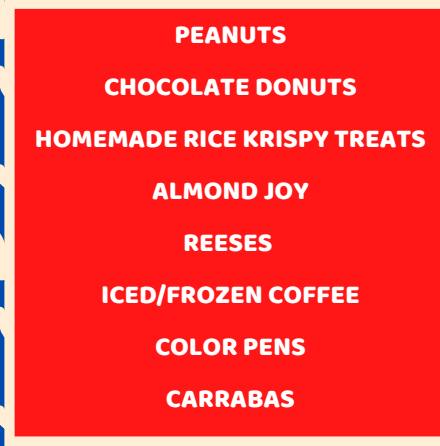 PEANUTS
CHOCOLATE DONUTS
HOMEMADE RICE KRISPY TREATS
ALMOND JOY
REESES
ICED/FROZEN COFFEE
COLOR PENS
CARRABAS